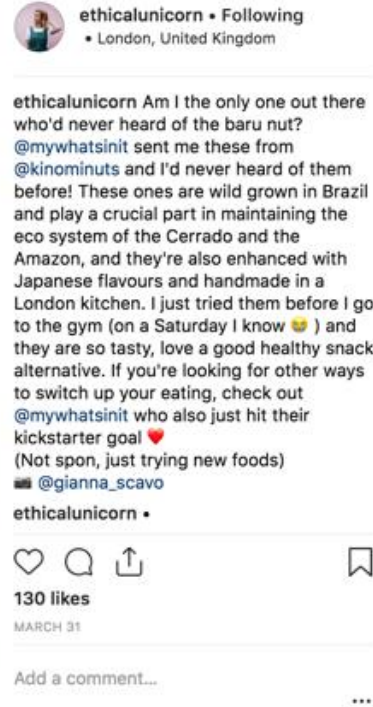 ethicalunicorn • Following
• London, United Kingdom
ethicalunicorn Am I the only one out there
who'd never heard of the baru nut?
@mywhatsinit sent me these from
@kinominuts and I'd never heard of them
before! These ones are wild grown in Brazil
and play a crucial part in maintaining the
eco system of the Cerrado and the
Amazon, and they're also enhanced with
Japanese flavours and handmade in a
London kitchen. I just tried them before I go
to the gym (on a Saturday I know 😭 ) and
they are so tasty, love a good healthy snack
alternative. If you're looking for other ways
to switch up your eating, check out
@mywhatsinit who also just hit their
kickstarter goal ❤️
(Not spon, just trying new foods)
📷 @gianna_scavo
ethicalunicorn •
130 likes
MARCH 31
Add a comment...